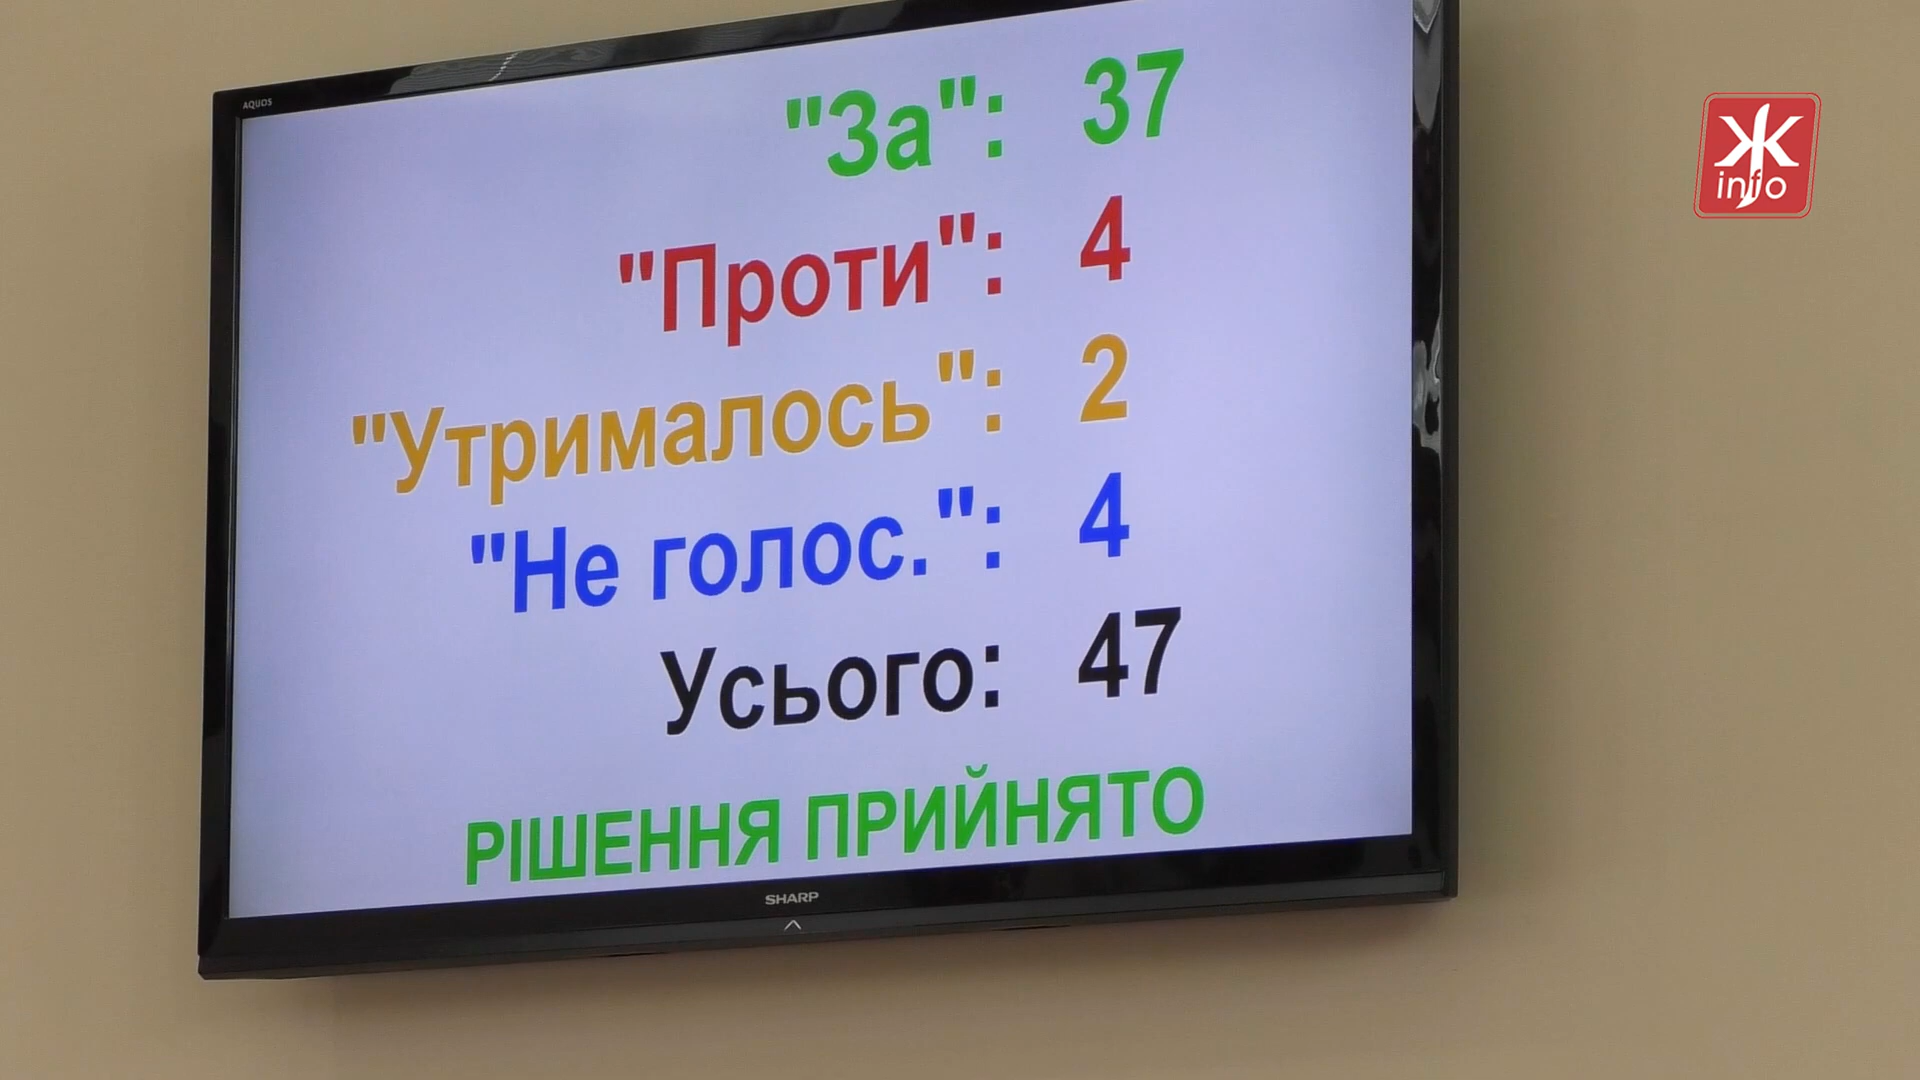 AQUOS
"За": 37
"Проти": 4
"Утрималось": 2
"Не голос.": 4
Усього: 47
РІШЕННЯ ПРИЙНЯТО
SHARP
Ж
info